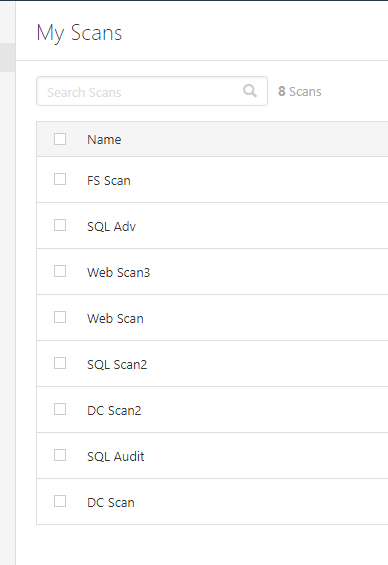 My Scans
Search Scans
8 Scans
Name
FS Scan
SQL Adv
Web Scan3
Web Scan
SQL Scan2
DC Scan2
SQL Audit
DC Scan